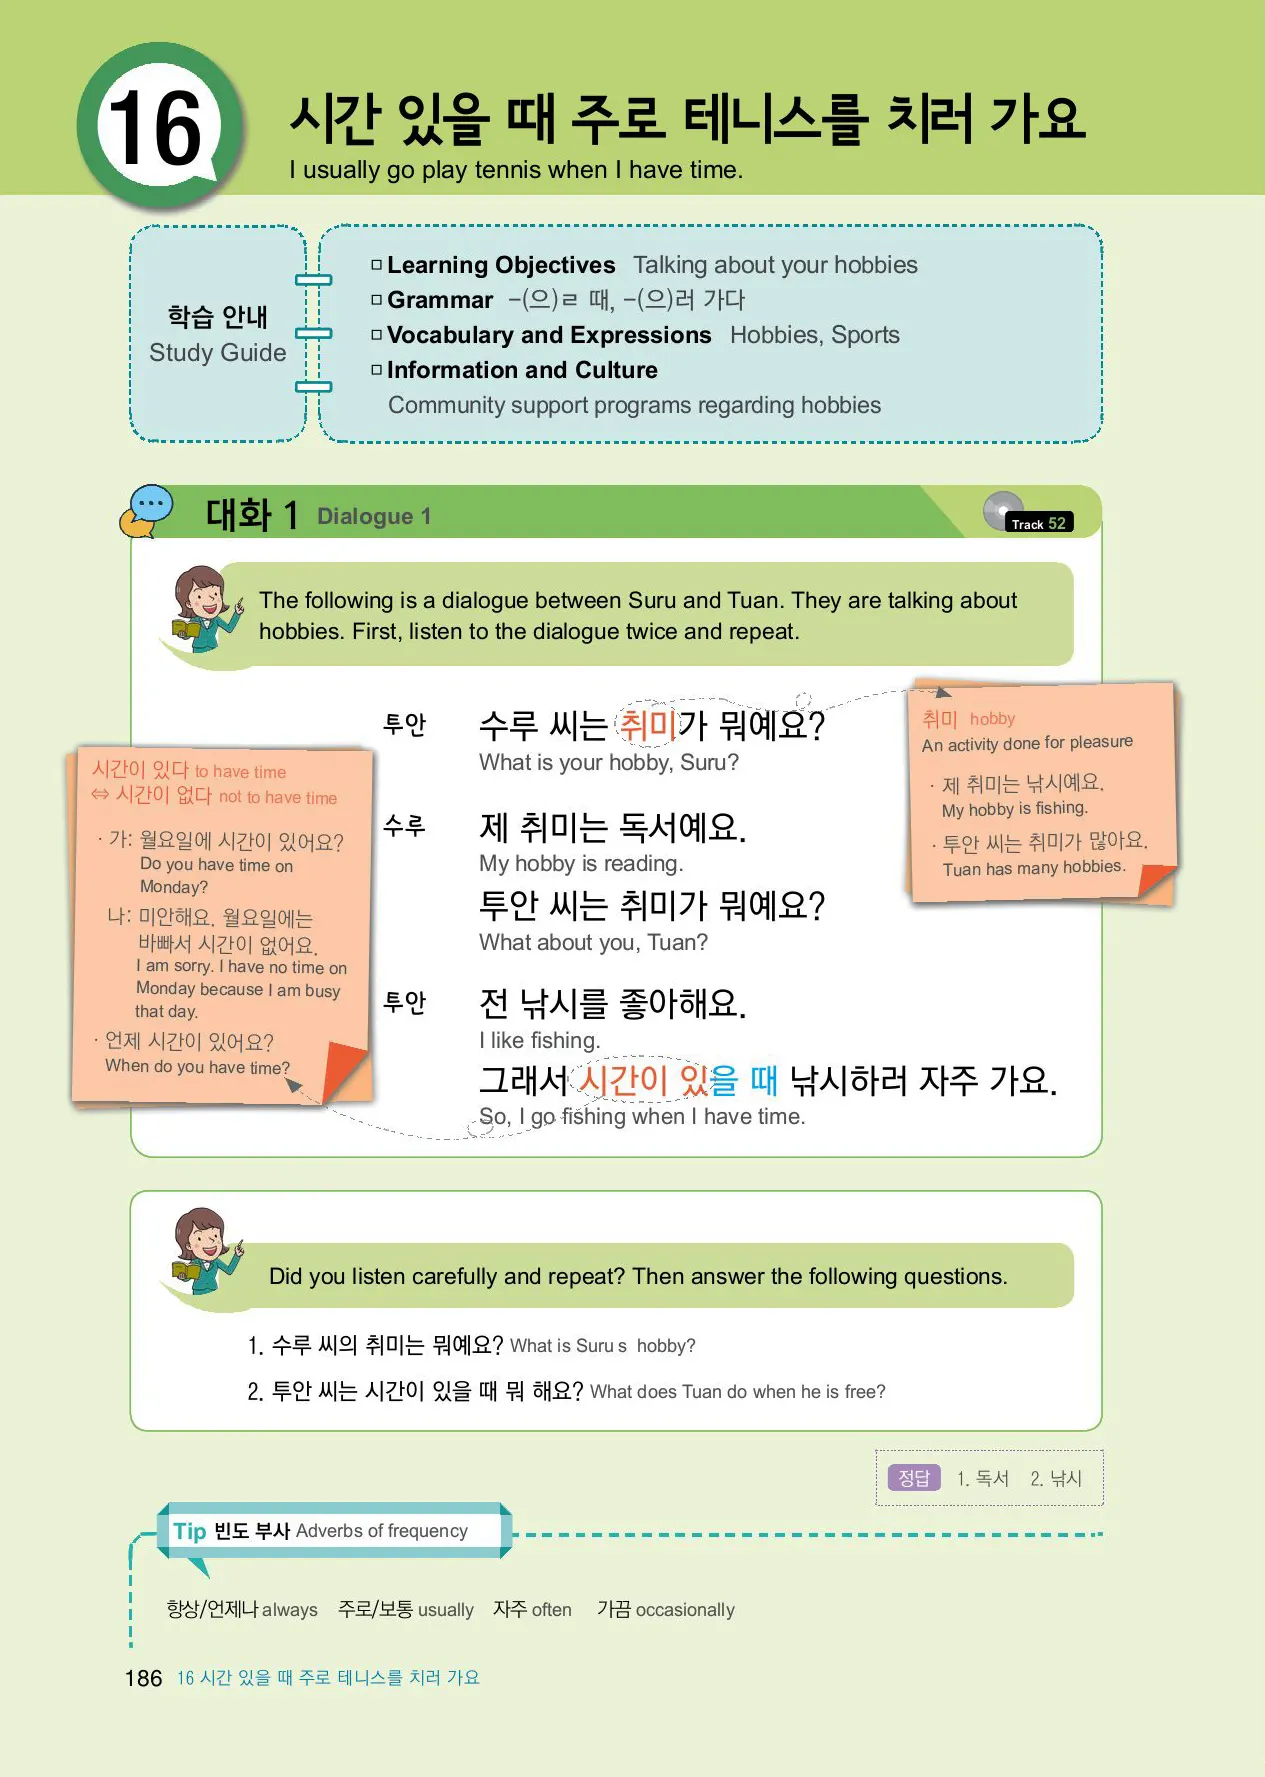 16
시간 있을 때 주로 테니스를 치러 가요
I usually go play tennis when I have time.
학습 안내
Study Guide
□ Learning Objectives Talking about your hobbies
□ Grammar -(으)ㄹ 때, -(으)러 가다
□ Vocabulary and Expressions Hobbies, Sports
□ Information and Culture
Community support programs regarding hobbies
대화 1 Dialogue 1
Track 52
The following is a dialogue between Suru and Tuan. They are talking about
hobbies. First, listen to the dialogue twice and repeat.
투안 수루 씨는 취미가 뭐예요?
What is your hobby, Suru?
수루 제 취미는 독서예요.
My hobby is reading.
투안 씨는 취미가 뭐예요?
What about you, Tuan?
투안 전 낚시를 좋아해요.
I like fishing.
그래서 시간이 있을 때 낚시하러 자주 가요.
So, I go fishing when I have time.
취미 hobby
An activity done for pleasure
· 제 취미는 낚시예요.
My hobby is fishing.
· 투안 씨는 취미가 많아요.
Tuan has many hobbies.
시간이 있다 to have time
⇔ 시간이 없다 not to have time
· 가: 월요일에 시간이 있어요?
Do you have time on
Monday?
나: 미안해요. 월요일에는
바빠서 시간이 없어요.
I am sorry. I have no time on
Monday because I am busy
that day.
· 언제 시간이 있어요?
When do you have time?
Did you listen carefully and repeat? Then answer the following questions.
1. 수루 씨의 취미는 뭐예요? What is Suru s hobby?
2. 투안 씨는 시간이 있을 때 뭐 해요? What does Tuan do when he is free?
정답 1. 독서 2. 낚시
Tip 빈도 부사 Adverbs of frequency
항상/언제나 always 주로/보통 usually 자주 often 가끔 occasionally
186 16 시간 있을 때 주로 테니스를 치러 가요